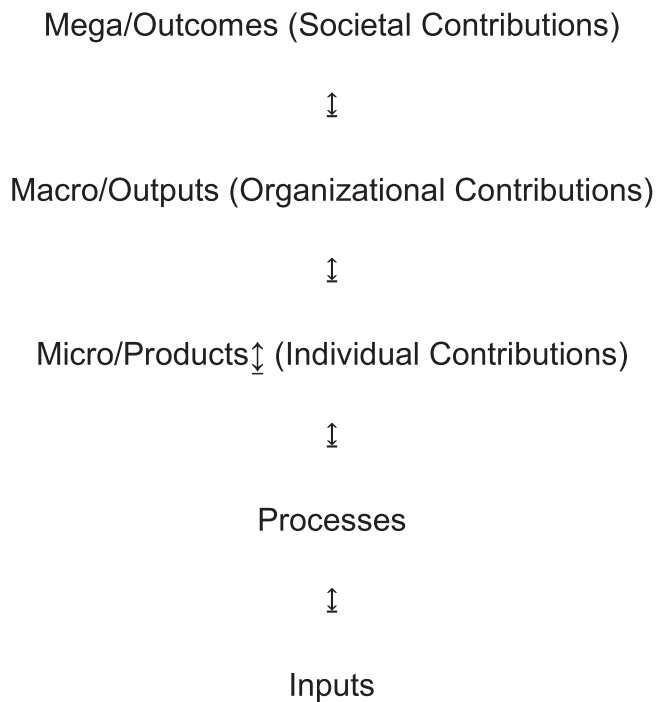 Mega/Outcomes (Societal Contributions)
↨
Macro/Outputs (Organizational Contributions)
↨
Micro/Products↨ (Individual Contributions)
↨
Processes
↨
Inputs